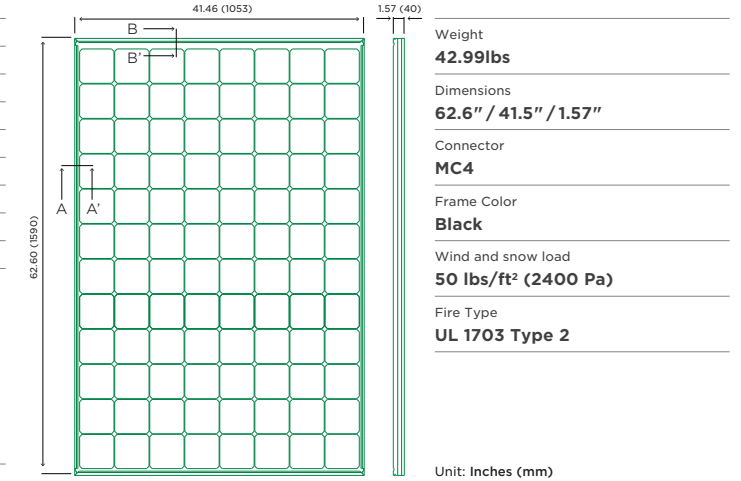 41.46 (1053)
1.57 (40)
B
B'
A
A'
62.60 (1590)
Weight
42.99lbs
Dimensions
62.6" / 41.5" / 1.57"
Connector
MC4
Frame Color
Black
Wind and snow load
50 lbs/ft² (2400 Pa)
Fire Type
UL 1703 Type 2
Unit: Inches (mm)